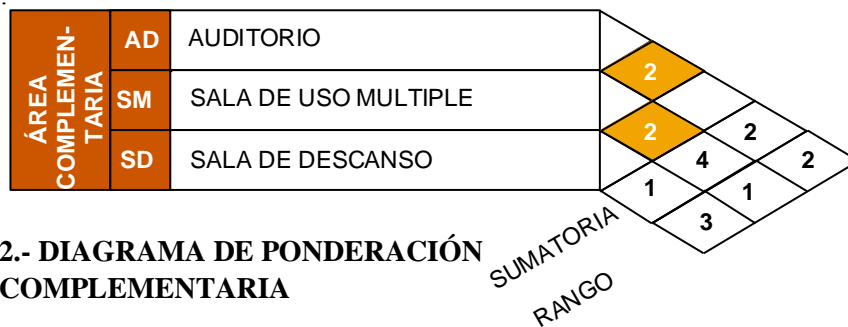 ÁREA
COMPLEMEN-
TARIA
AD AUDITORIO
2
SM SALA DE USO MULTIPLE
2 2 2
4
SD SALA DE DESCANSO
1 1
3
SUMATORIA
RANGO
2.- DIAGRAMA DE PONDERACIÓN
COMPLEMENTARIA